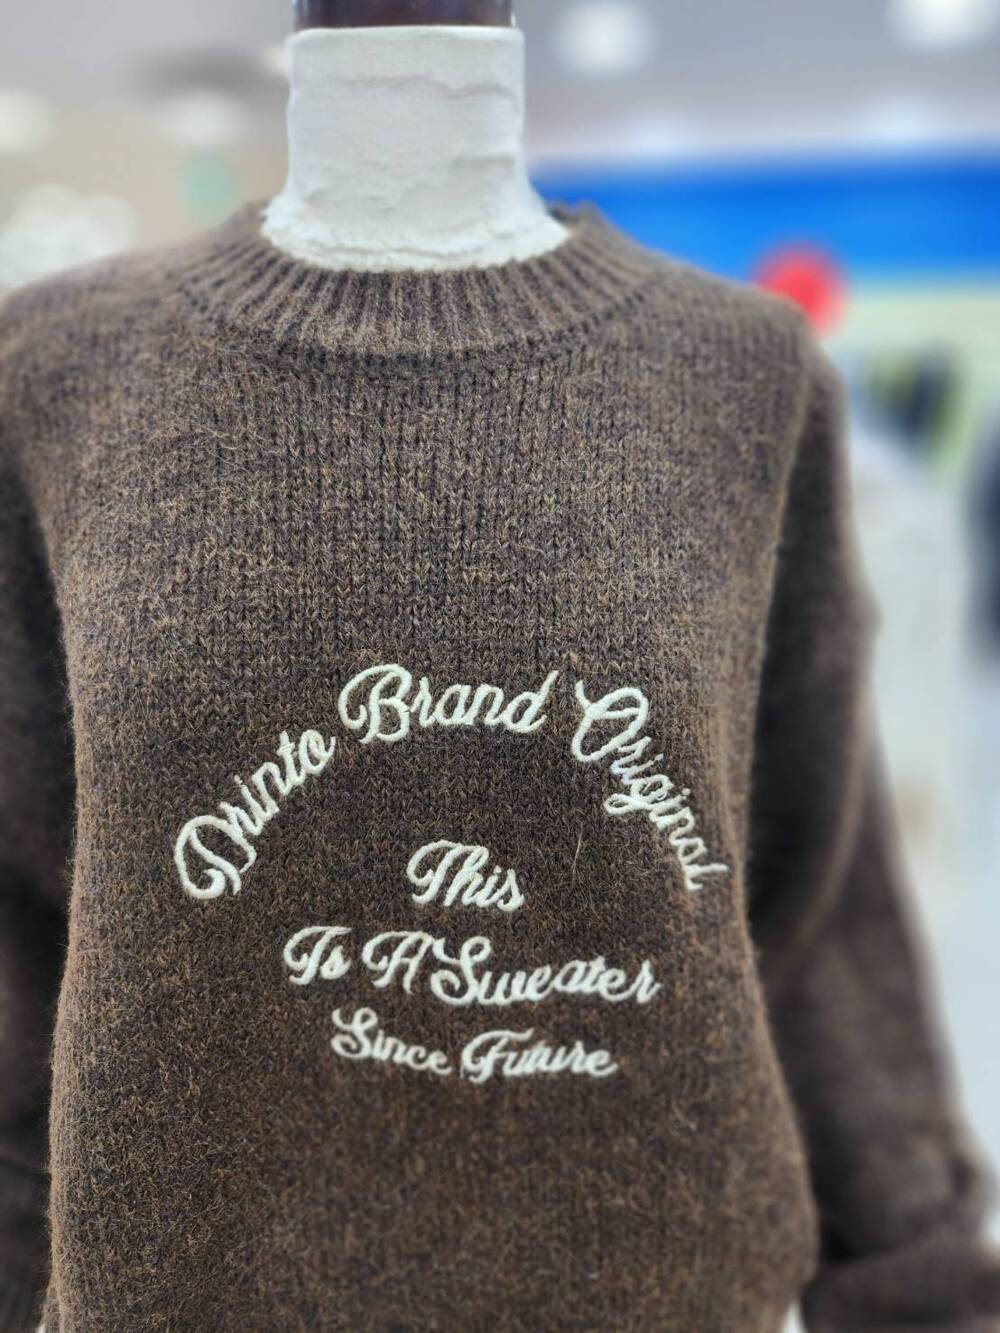 Drinto Brand Original
This
Is A Sweater
Since Future